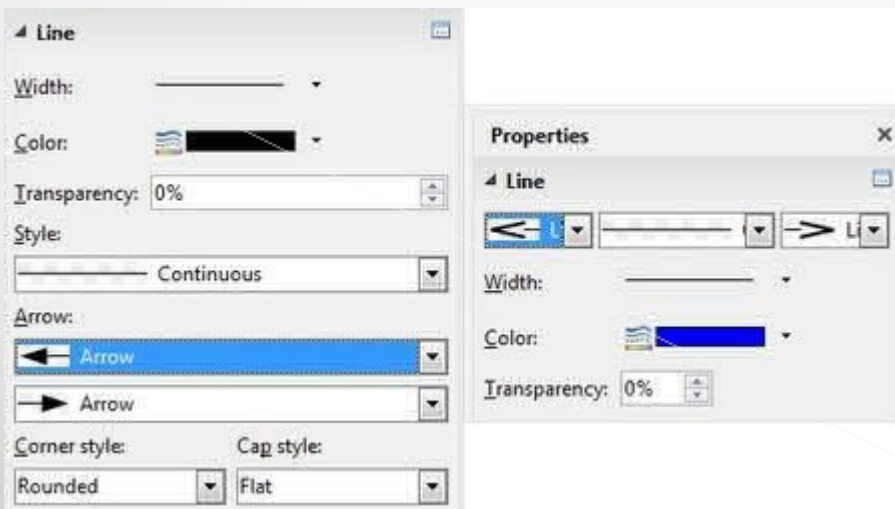 Line
Width:
Color:
Transparency: 0%
Style:
Continuous
Arrow:
Arrow
Arrow
Corner style: Cap style:
Rounded Flat
Properties
Line
L Li
Width:
Color:
Transparency: 0%